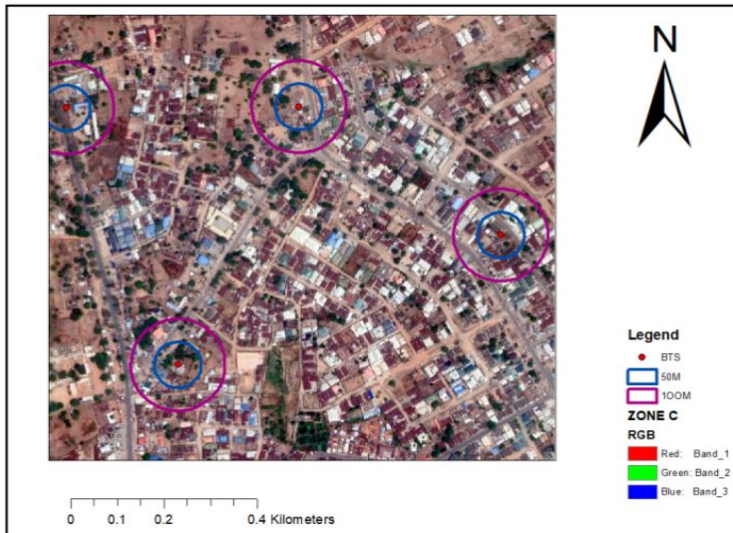 N
Legend
BTS
50M
1OOM
ZONE C
RGB
Red: Band_1
Green: Band_2
Blue: Band_3
0 0.1 0.2 0.4 Kilometers